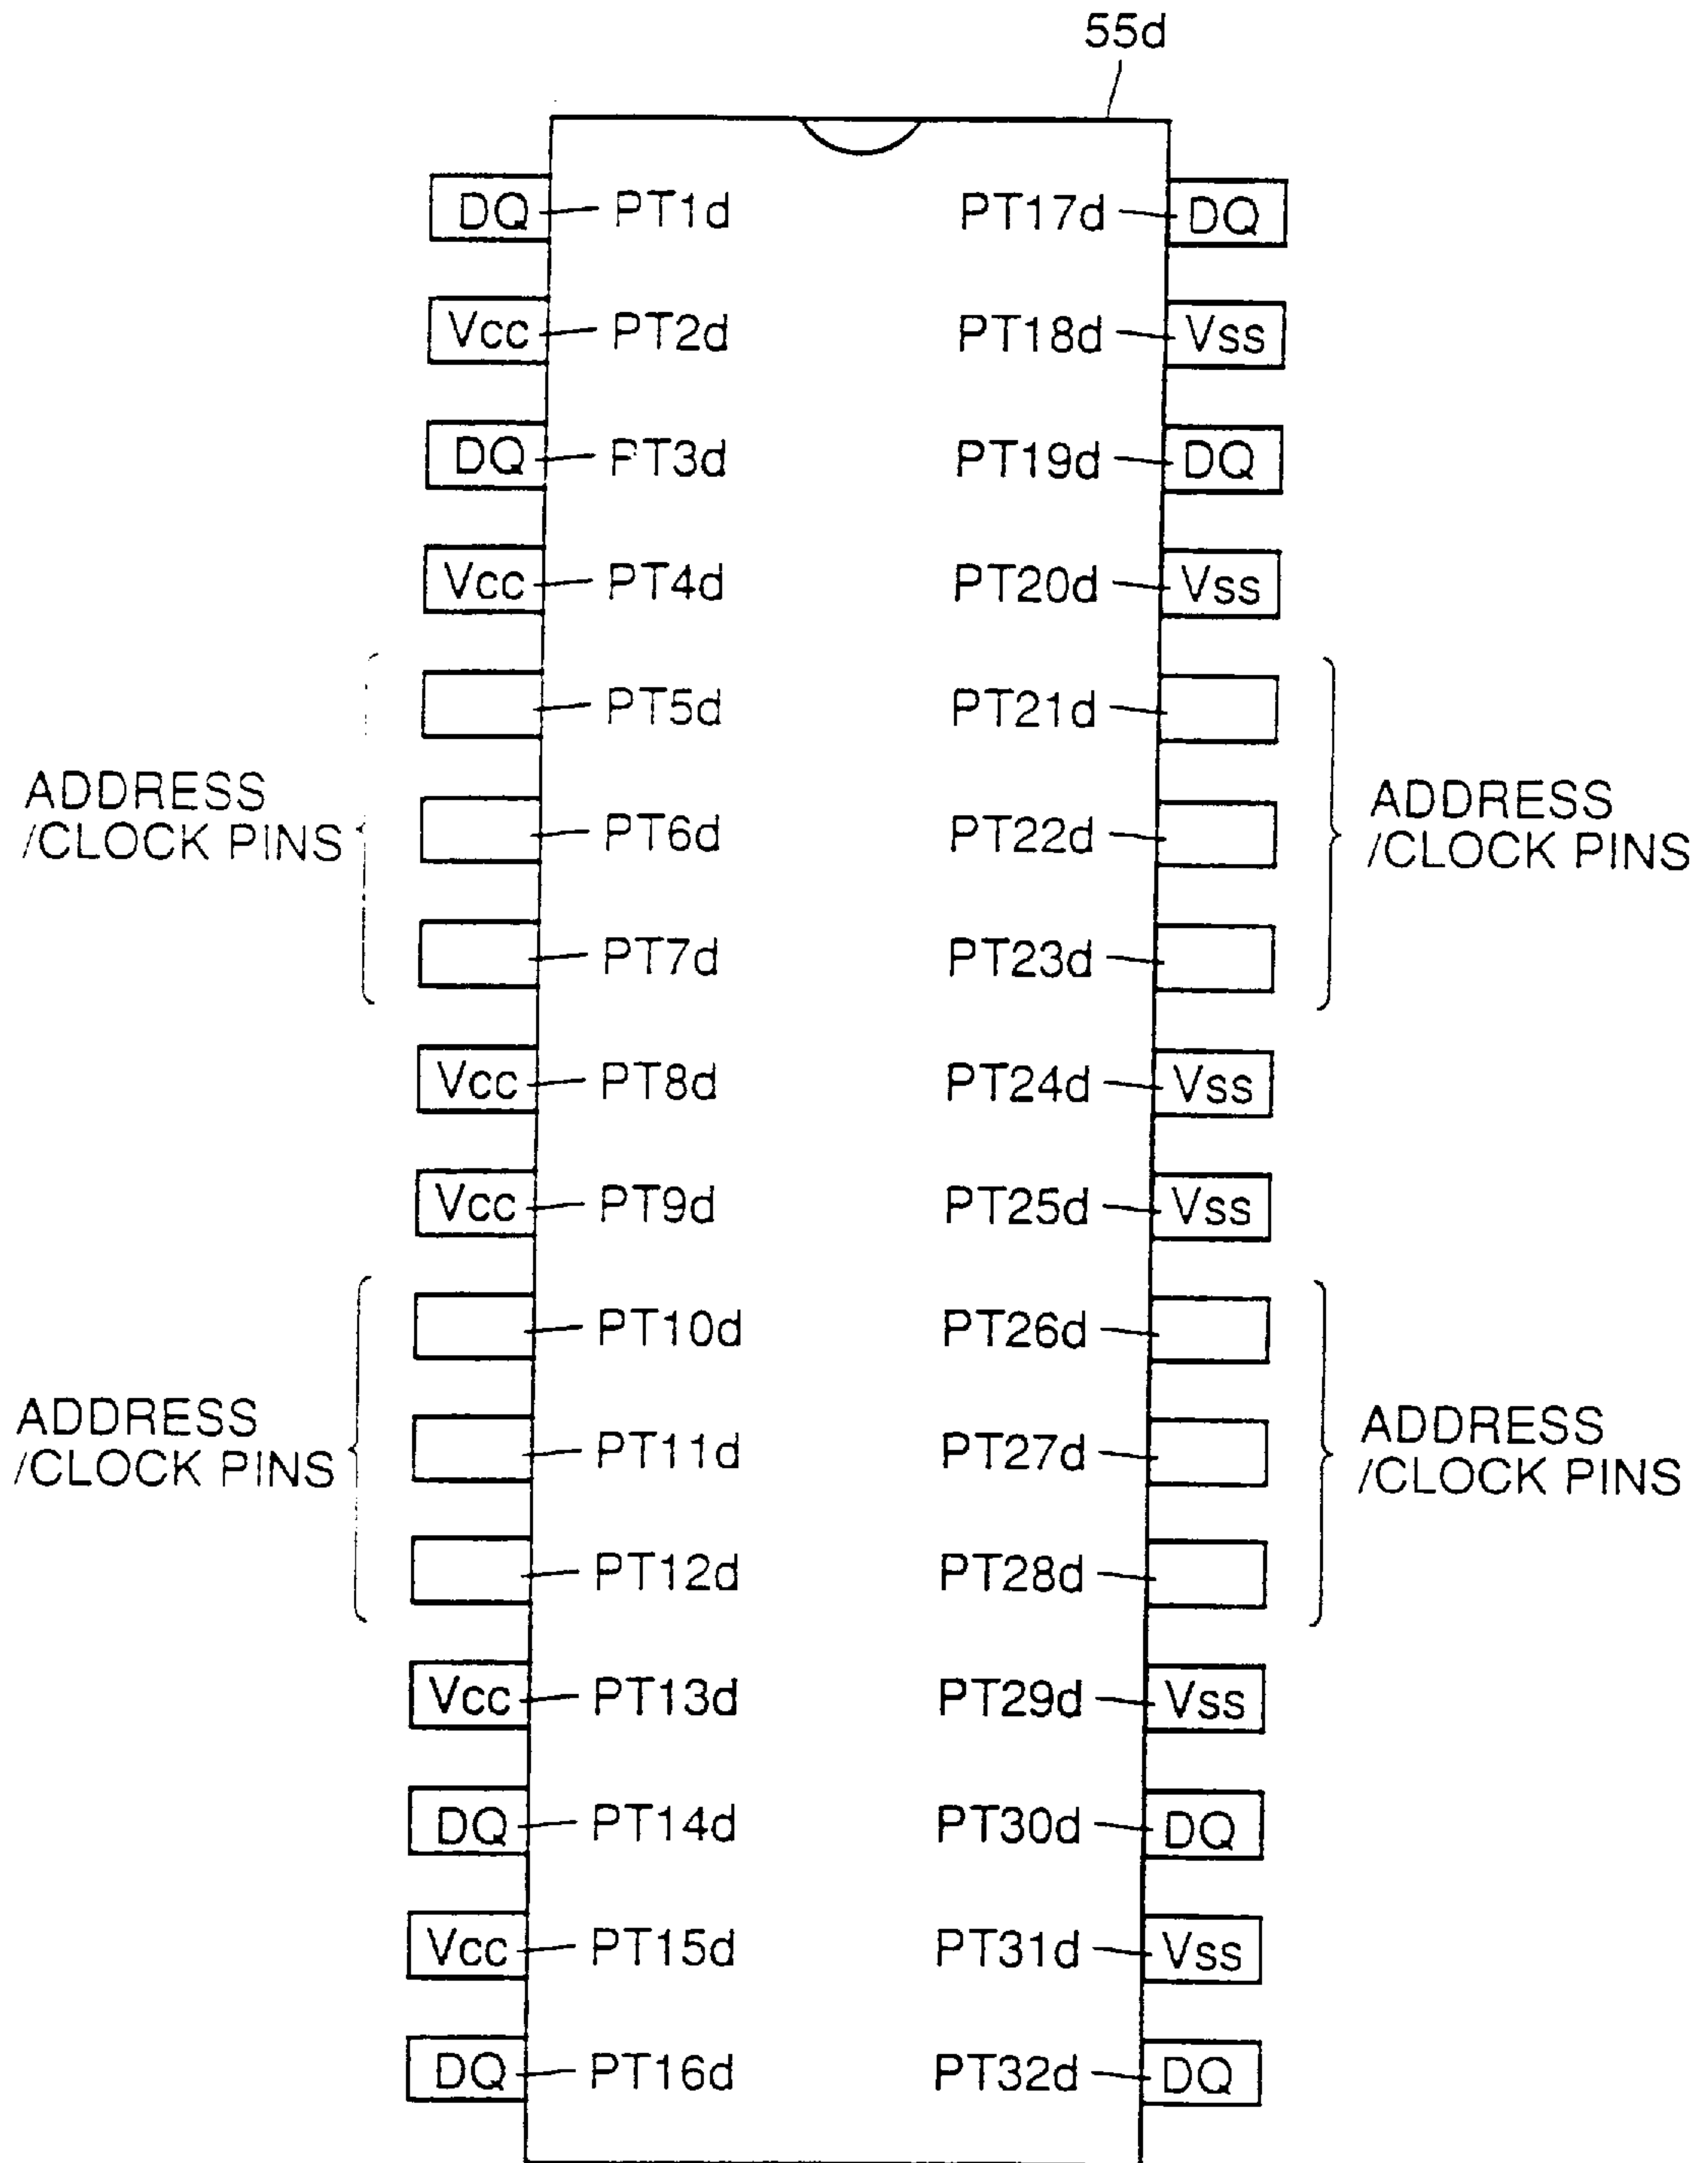 55d
DQ PT1d PT17d DQ
Vcc PT2d PT18d Vss
DQ PT3d PT19d DQ
Vcc PT4d PT20d Vss
PT5d PT21d
ADDRESS
/CLOCK PINS
PT6d PT22d
ADDRESS
/CLOCK PINS
PT7d PT23d
Vcc PT8d PT24d Vss
Vcc PT9d PT25d Vss
PT10d PT26d
ADDRESS
/CLOCK PINS
PT11d PT27d
ADDRESS
/CLOCK PINS
PT12d PT28d
Vcc PT13d PT29d Vss
DQ PT14d PT30d DQ
Vcc PT15d PT31d Vss
DQ PT16d PT32d DQ